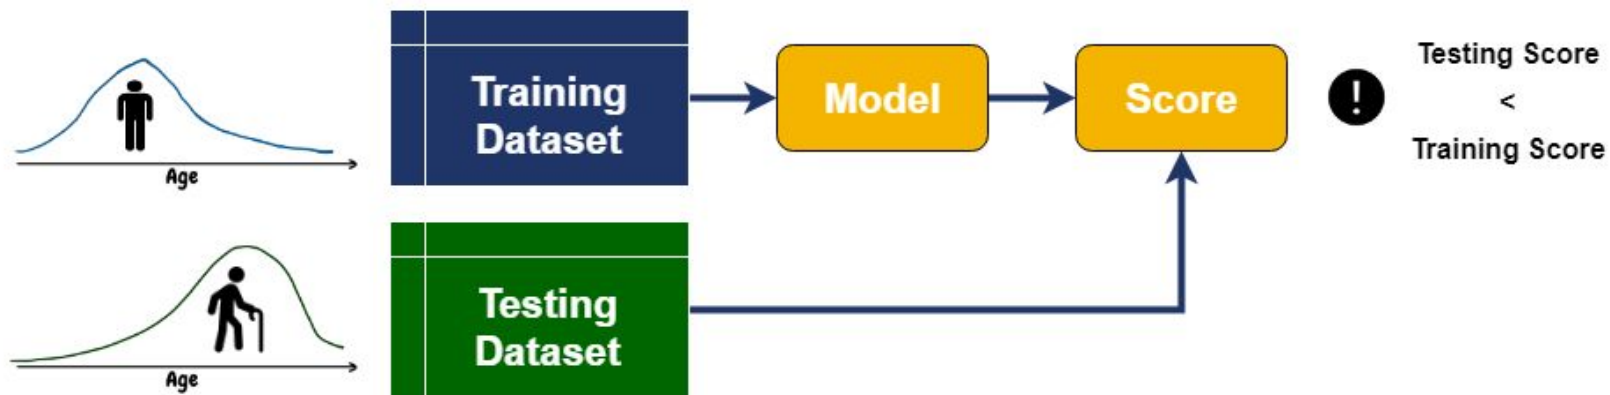 Age
Training
Dataset
Model
Score
!
Testing Score
<
Training Score
Age
Testing
Dataset